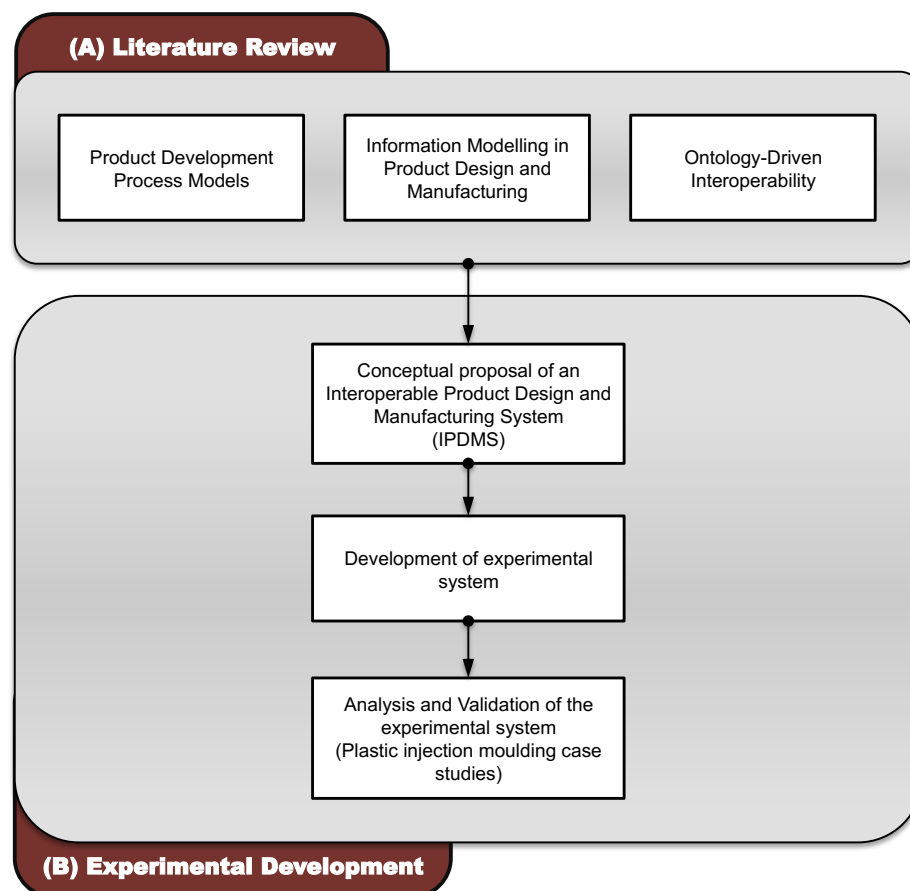 (A) Literature Review
Product Development
Process Models
Information Modelling in
Product Design and
Manufacturing
Ontology-Driven
Interoperability
Conceptual proposal of an
Interoperable Product Design and
Manufacturing System
(IPDMS)
Development of experimental
system
Analysis and Validation of the
experimental system
(Plastic injection moulding case
studies)
(B) Experimental Development